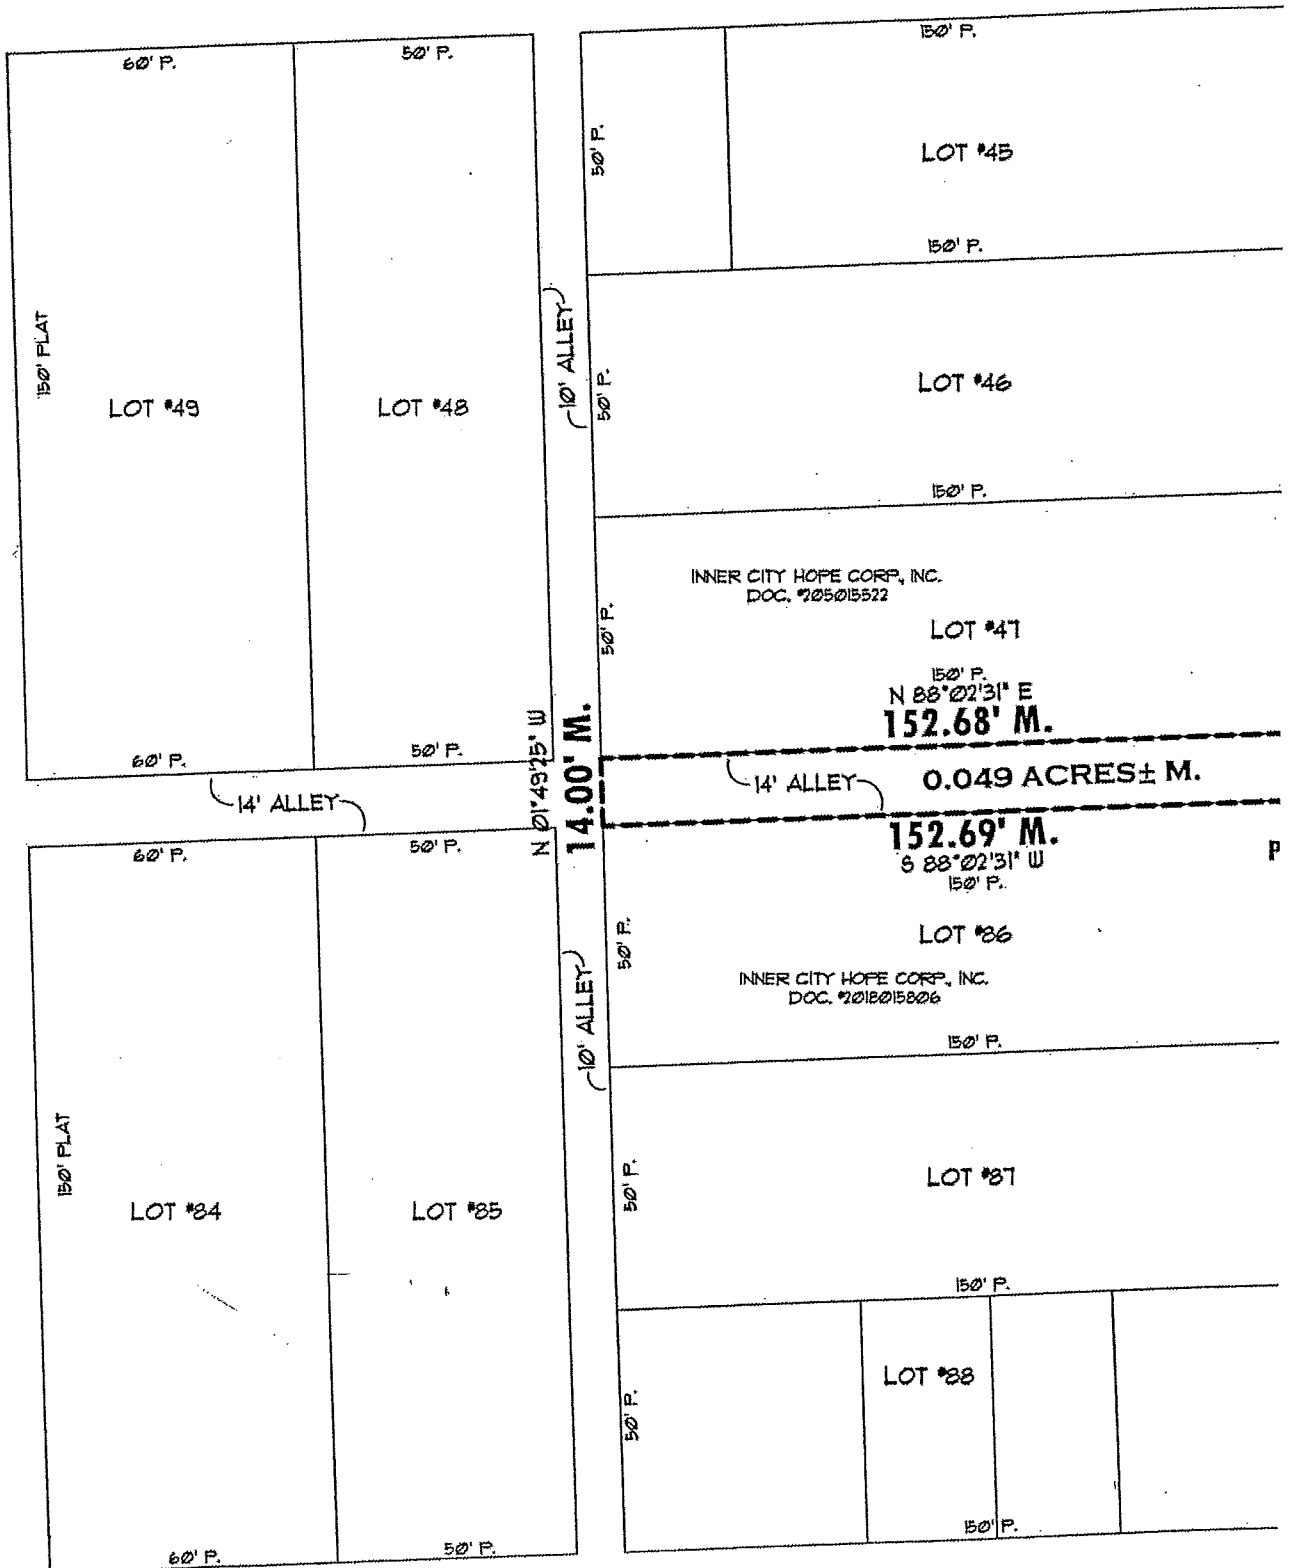 60' P.
50' P.
150' P.
50' P.
LOT #45
150' P.
150' PLAT
10' ALLEY
LOT #49
LOT #48
50' P.
LOT #46
150' P.
INNER CITY HOPE CORP., INC.
DOC. #205015522
50' P.
LOT #47
150' P.
N 88°02'31" E
152.68' M.
60' P.
50' P.
N 01°49'25" W
14.00' M.
14' ALLEY
14' ALLEY
0.049 ACRES± M.
152.69' M.
S 88°02'31" W
150' P.
P
60' P.
50' P.
50' P.
LOT #86
INNER CITY HOPE CORP., INC.
DOC. #2018015806
10' ALLEY
150' P.
150' PLAT
50' P.
LOT #87
LOT #84
LOT #85
150' P.
LOT #88
50' P.
150' P.
60' P.
50' P.